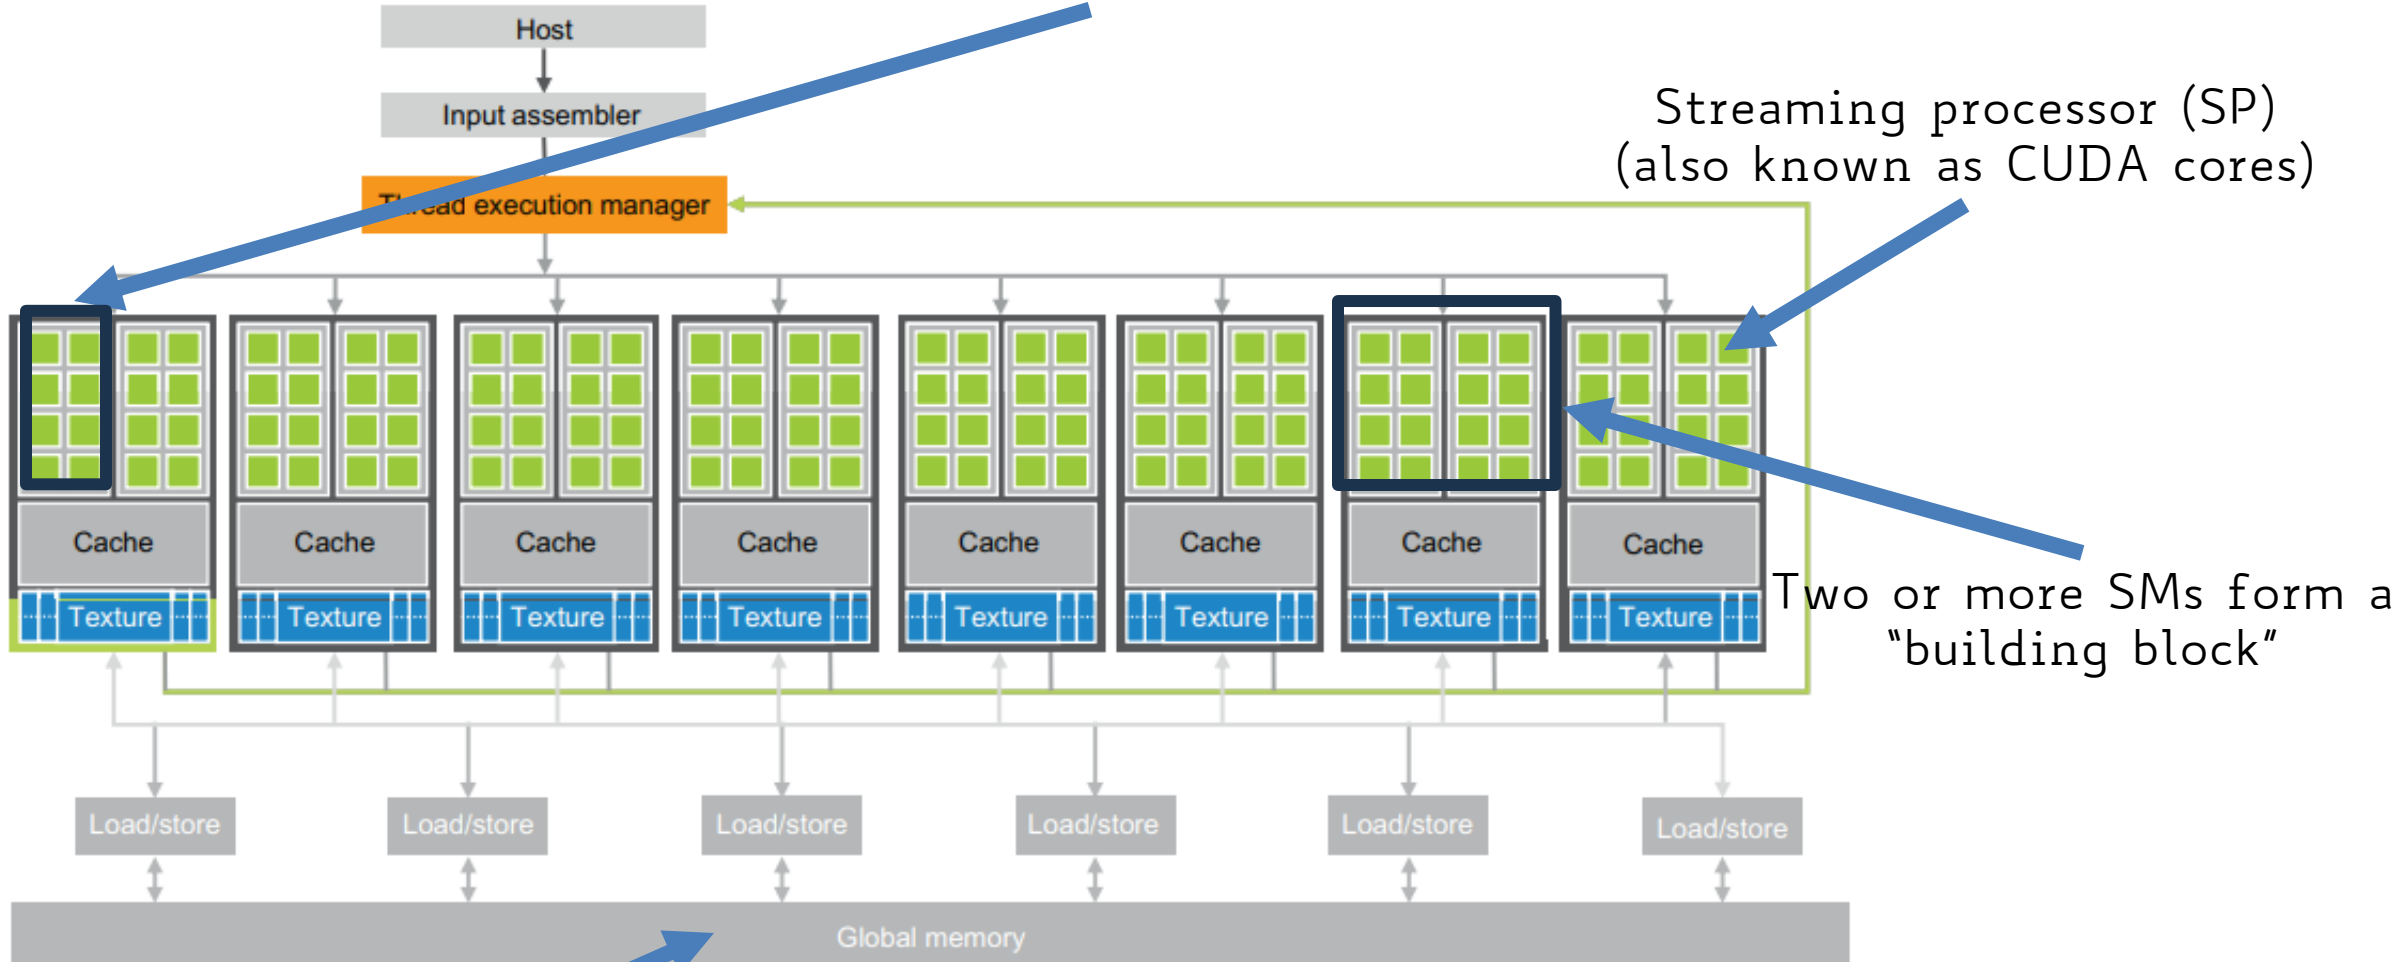 Host
Input assembler
Streaming processor (SP)
(also known as CUDA cores)
Thread execution manager
Cache Cache Cache Cache Cache Cache Cache Cache
Texture Texture Texture Texture Texture Texture Texture Texture
Two or more SMs form a
"building block"
Load/store Load/store Load/store Load/store Load/store Load/store
Global memory